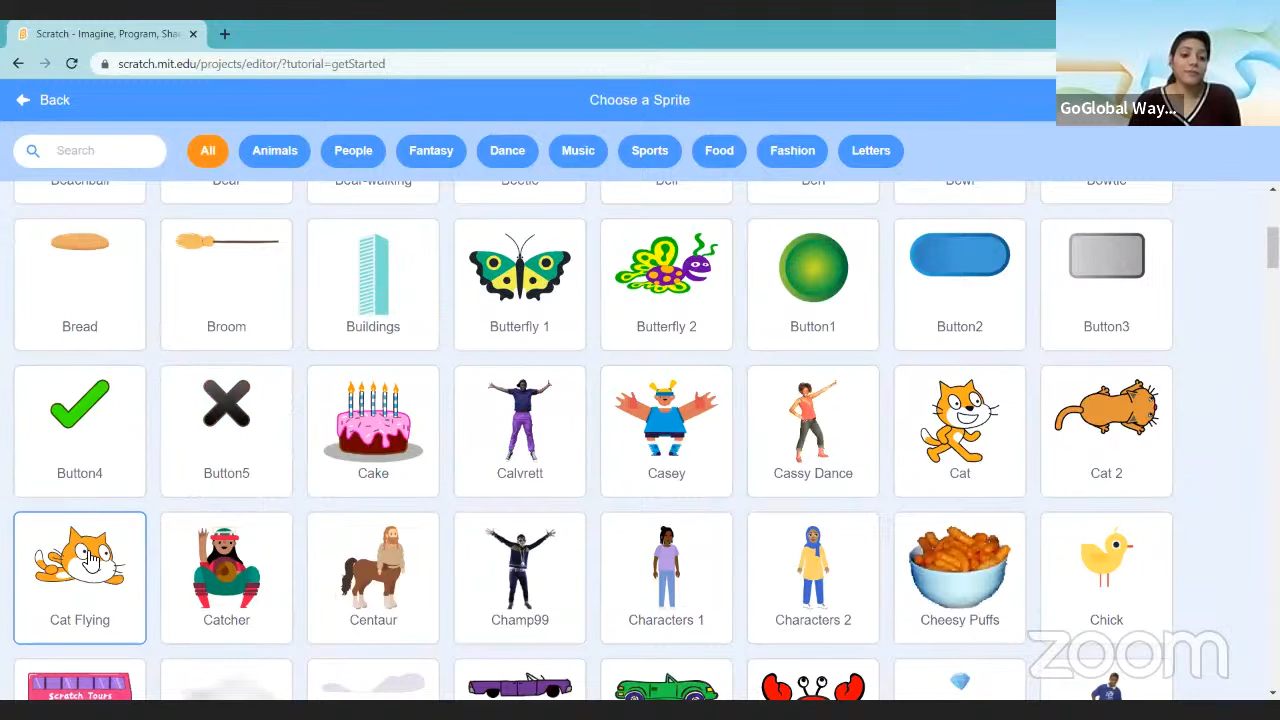 Scratch - Imagine, Program, Sha
scratch.mit.edu/projects/editor/?tutorial=getStarted
GoGlobal Way...
Back
Choose a Sprite
Search
All
Animals
People
Fantasy
Dance
Music
Sports
Food
Fashion
Letters
Bread
Broom
Buildings
Butterfly 1
Butterfly 2
Button1
Button2
Button3
Button4
Button5
Cake
Calvrett
Casey
Cassy Dance
Cat
Cat 2
Cat Flying
Catcher
Centaur
Champ99
Characters 1
Characters 2
Cheesy Puffs
Chick
Scratch Tours
zoom